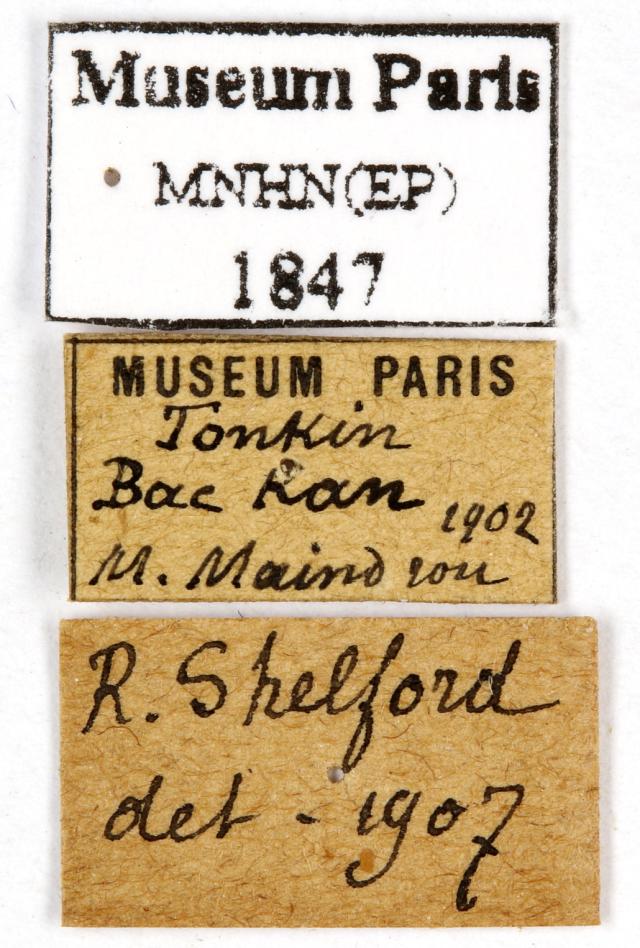 Museum Paris
MNHN(EP)
1847
MUSEUM PARIS
Tonkin
Bac Kan 1902
M. Maindron
R. Shelford
det - 1907